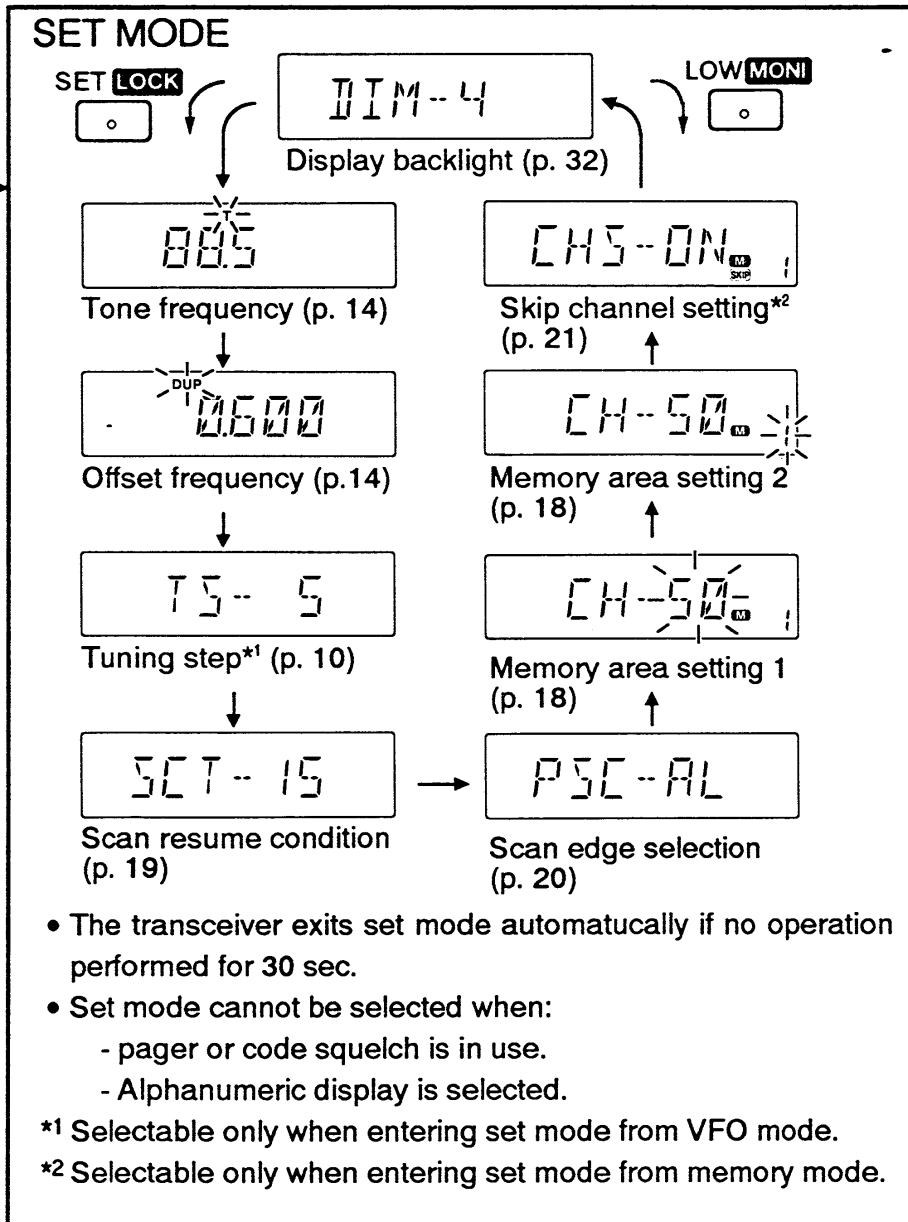 SET MODE
SET LOCK
LOW MONI
DIM-4
Display backlight (p. 32)
T
88.5
Tone frequency (p. 14)
DUP
0.600
Offset frequency (p.14)
TS- 5
Tuning step*1 (p. 10)
SCT-15
Scan resume condition
(p. 19)
PSC-AL
Scan edge selection
(p. 20)
CH-50 M 1
Memory area setting 1
(p. 18)
CH-50 M 1
Memory area setting 2
(p. 18)
CHS-ON M SKIP 1
Skip channel setting*2
(p. 21)
• The transceiver exits set mode automatucally if no operation
performed for 30 sec.
• Set mode cannot be selected when:
- pager or code squelch is in use.
- Alphanumeric display is selected.
*1 Selectable only when entering set mode from VFO mode.
*2 Selectable only when entering set mode from memory mode.